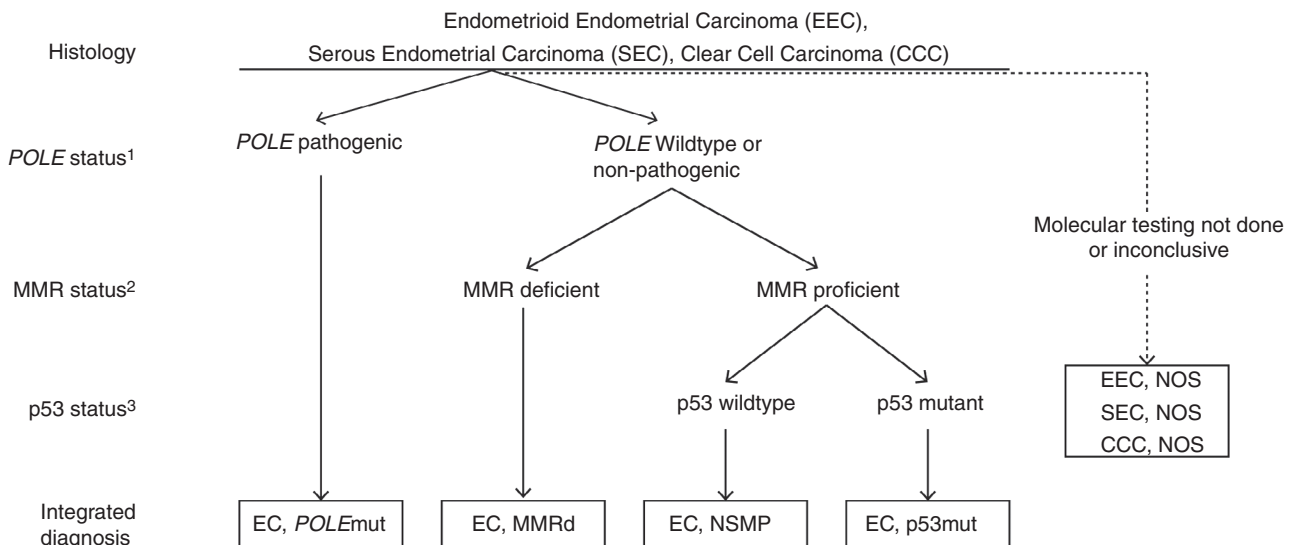 Endometrioid Endometrial Carcinoma (EEC),
Histology
Serous Endometrial Carcinoma (SEC), Clear Cell Carcinoma (CCC)
POLE status¹
POLE pathogenic
POLE Wildtype or
non-pathogenic
Molecular testing not done
or inconclusive
MMR status²
MMR deficient
MMR proficient
p53 status³
p53 wildtype
p53 mutant
EEC, NOS
SEC, NOS
CCC, NOS
Integrated
diagnosis
EC, POLEmut
EC, MMRd
EC, NSMP
EC, p53mut